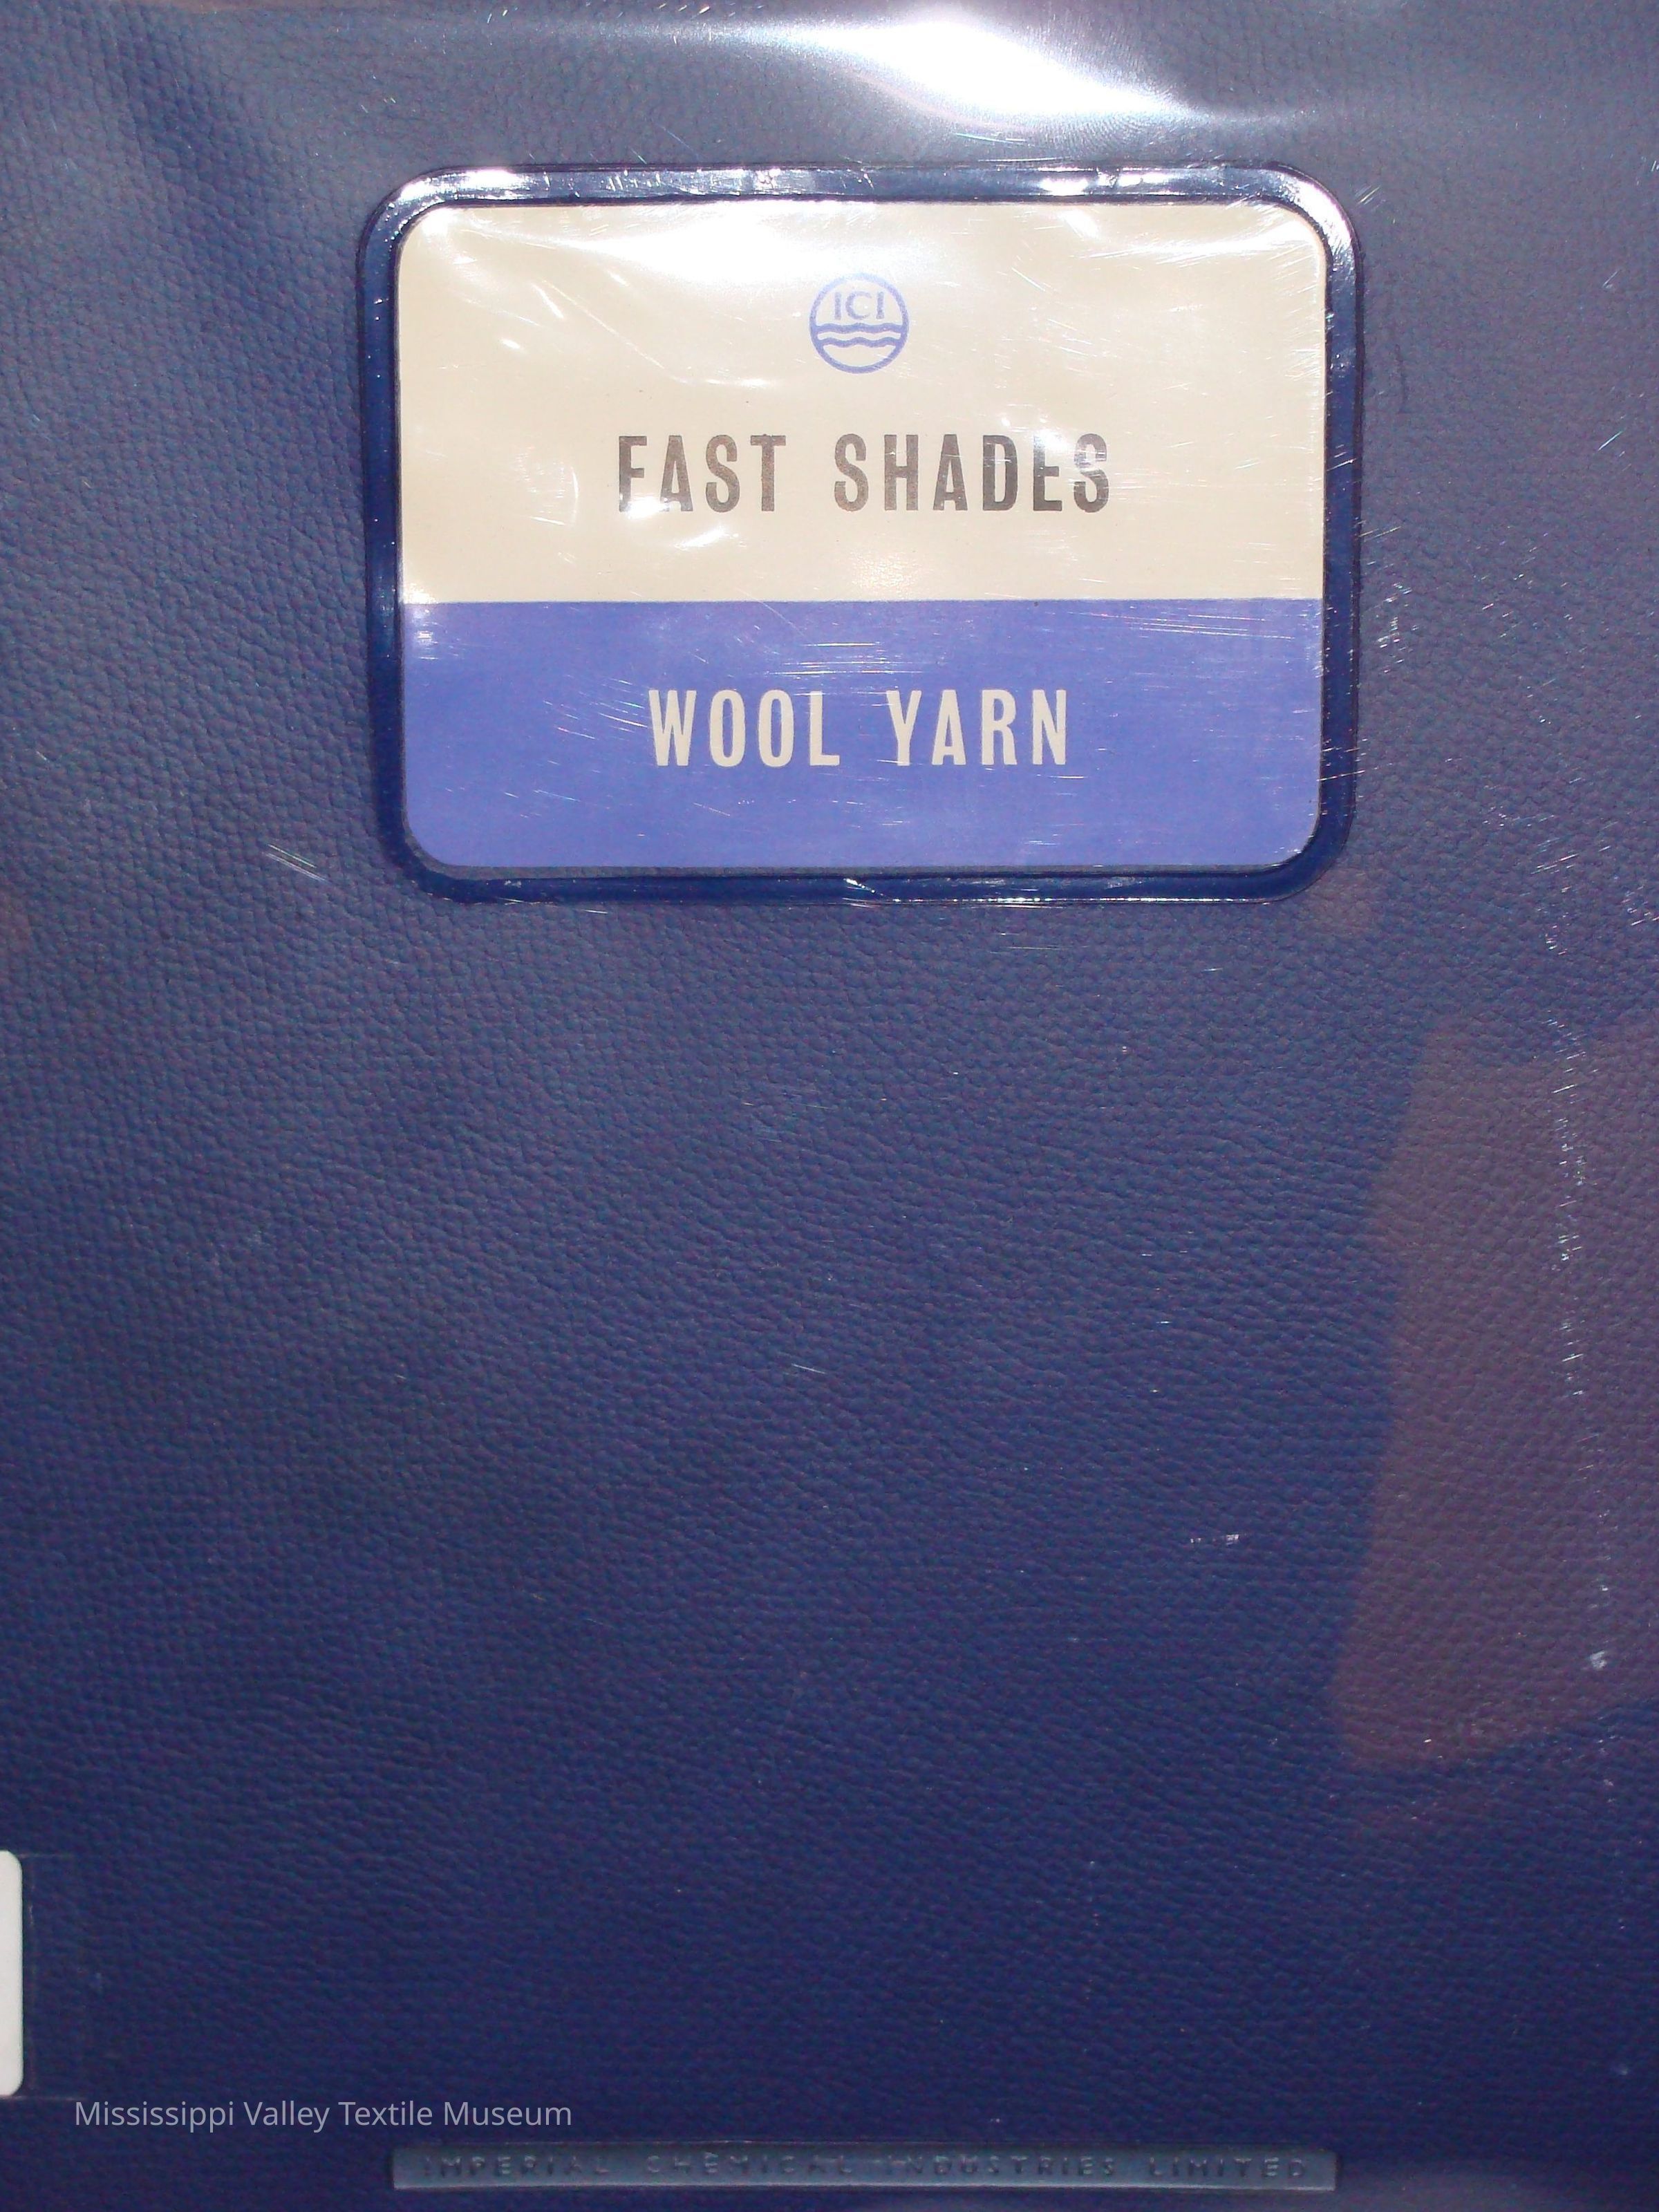 ICI
FAST SHADES
WOOL YARN
Mississippi Valley Textile Museum
IMPERIAL CHEMICAL INDUSTRIES LIMITED